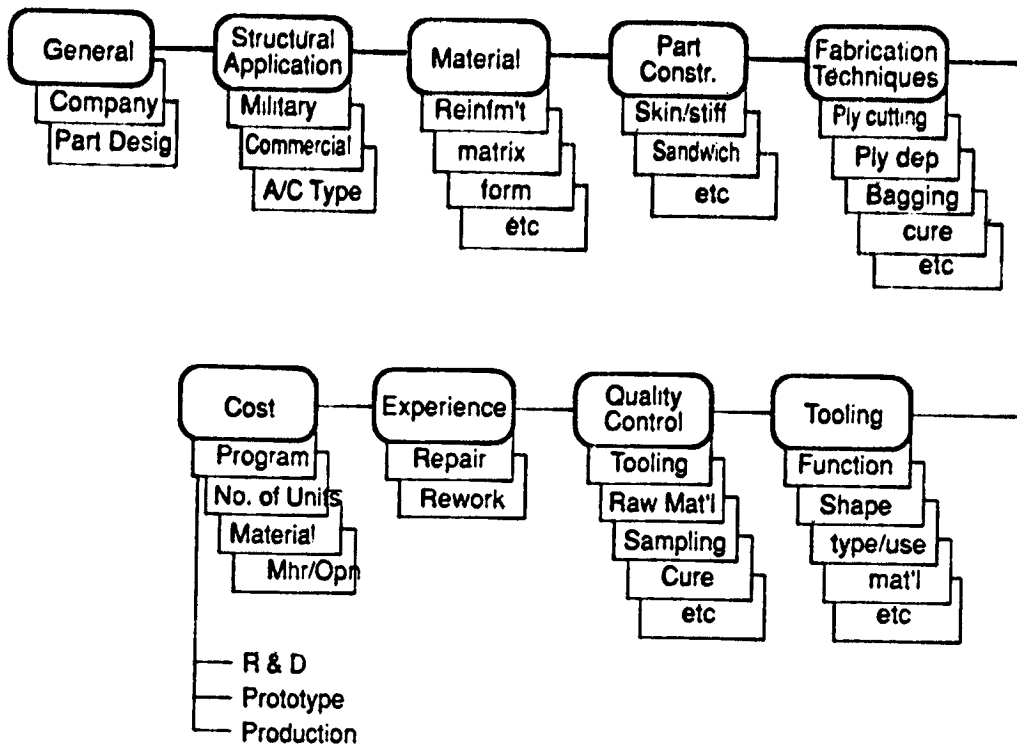 General
Company
Part Desig
Structural
Application
Military
Commercial
A/C Type
Material
Reinfm't
matrix
form
etc
Part
Constr.
Skin/stiff
Sandwich
etc
Fabrication
Techniques
Ply cutting
Ply dep
Bagging
cure
etc
Cost
Program
No. of Units
Material
Mhr/Opn
R & D
Prototype
Production
Experience
Repair
Rework
Quality
Control
Tooling
Raw Mat'l
Sampling
Cure
etc
Tooling
Function
Shape
type/use
mat'l
etc